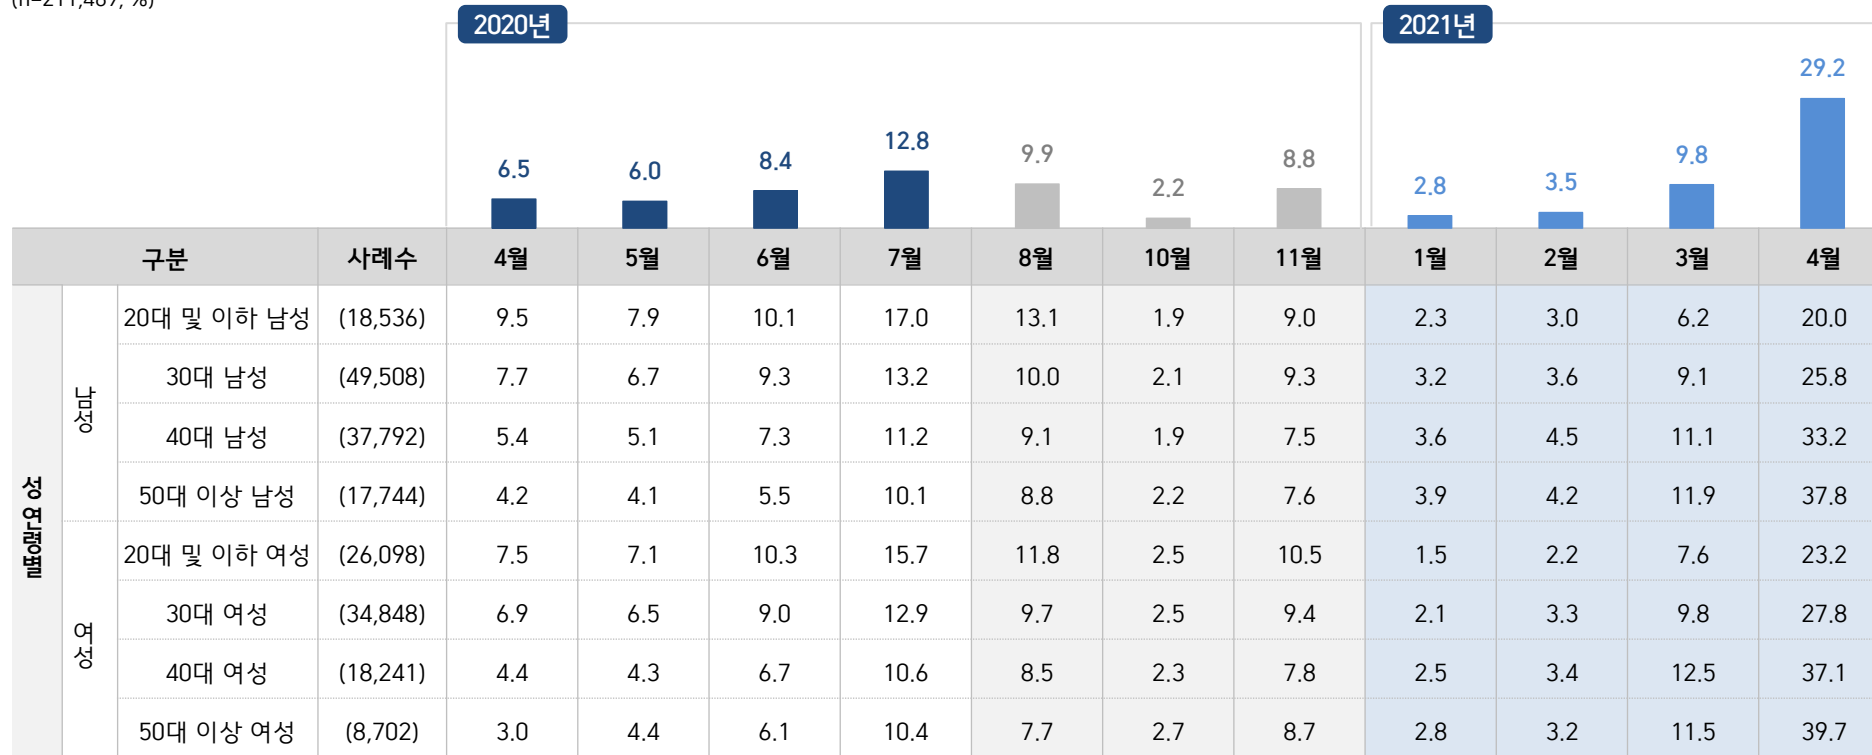 (n=211,469, %)
2020년 2021년
6.5 6.0 8.4 12.8 9.9 2.2 8.8 2.8 3.5 9.8 29.2
구분 사례수 4월 5월 6월 7월 8월 10월 11월 1월 2월 3월 4월
성 연령별
남성
20대 및 이하 남성 (18,536) 9.5 7.9 10.1 17.0 13.1 1.9 9.0 2.3 3.0 6.2 20.0
30대 남성 (49,508) 7.7 6.7 9.3 13.2 10.0 2.1 9.3 3.2 3.6 9.1 25.8
40대 남성 (37,792) 5.4 5.1 7.3 11.2 9.1 1.9 7.5 3.6 4.5 11.1 33.2
50대 이상 남성 (17,744) 4.2 4.1 5.5 10.1 8.8 2.2 7.6 3.9 4.2 11.9 37.8
여성
20대 및 이하 여성 (26,098) 7.5 7.1 10.3 15.7 11.8 2.5 10.5 1.5 2.2 7.6 23.2
30대 여성 (34,848) 6.9 6.5 9.0 12.9 9.7 2.5 9.4 2.1 3.3 9.8 27.8
40대 여성 (18,241) 4.4 4.3 6.7 10.6 8.5 2.3 7.8 2.5 3.4 12.5 37.1
50대 이상 여성 (8,702) 3.0 4.4 6.1 10.4 7.7 2.7 8.7 2.8 3.2 11.5 39.7